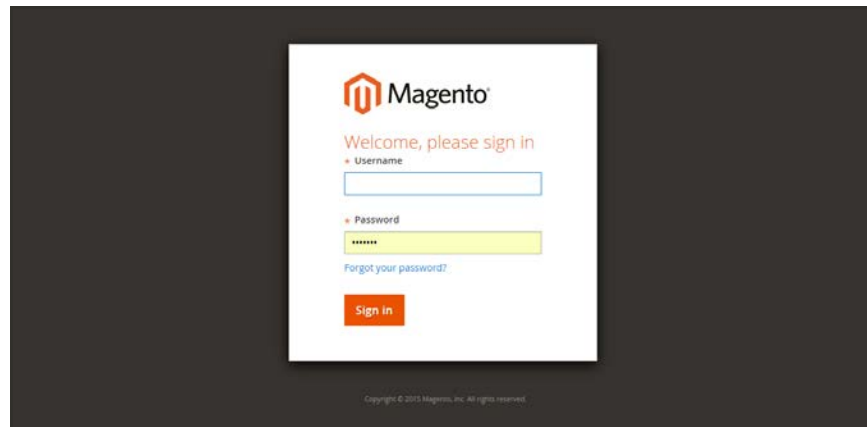 Magento
Welcome, please sign in
* Username
* Password
•••••••
Forgot your password?
Sign in
Copyright © 2015 Magento, Inc. All rights reserved.